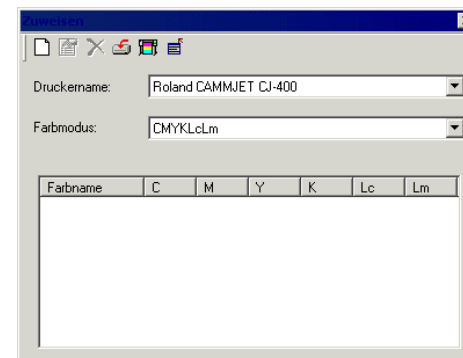 Zuweisen
Druckername: Roland CAMMJET CJ-400
Farbmodus: CMYKLcLm
Farbname C M Y K Lc Lm